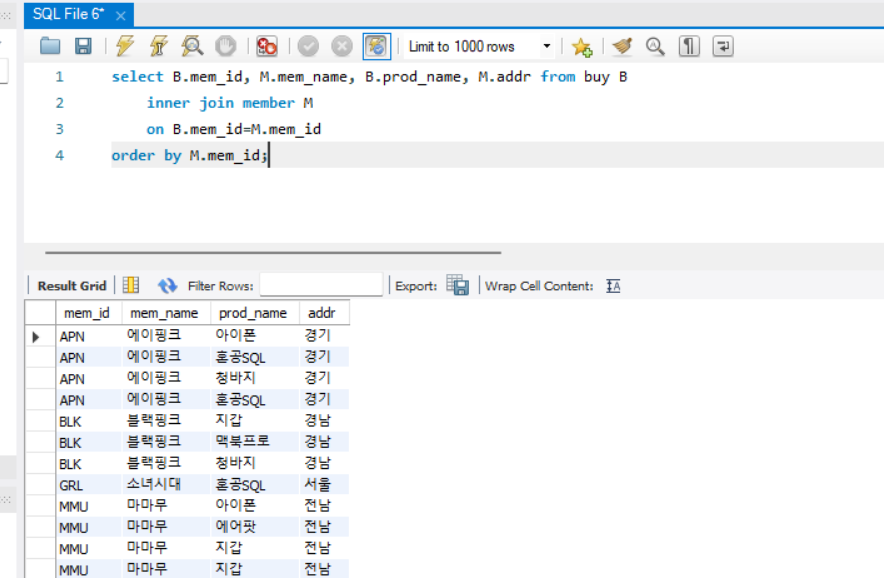 SQL File 6*
Limit to 1000 rows
1 select B.mem_id, M.mem_name, B.prod_name, M.addr from buy B
2 inner join member M
3 on B.mem_id=M.mem_id
4 order by M.mem_id;
Result Grid Filter Rows: Export: Wrap Cell Content:
mem_id mem_name prod_name addr
APN 에이핑크 아이폰 경기
APN 에이핑크 혼공SQL 경기
APN 에이핑크 청바지 경기
APN 에이핑크 혼공SQL 경기
BLK 블랙핑크 지갑 경남
BLK 블랙핑크 맥북프로 경남
BLK 블랙핑크 청바지 경남
GRL 소녀시대 혼공SQL 서울
MMU 마마무 아이폰 전남
MMU 마마무 에어팟 전남
MMU 마마무 지갑 전남
MMU 마마무 지갑 전남